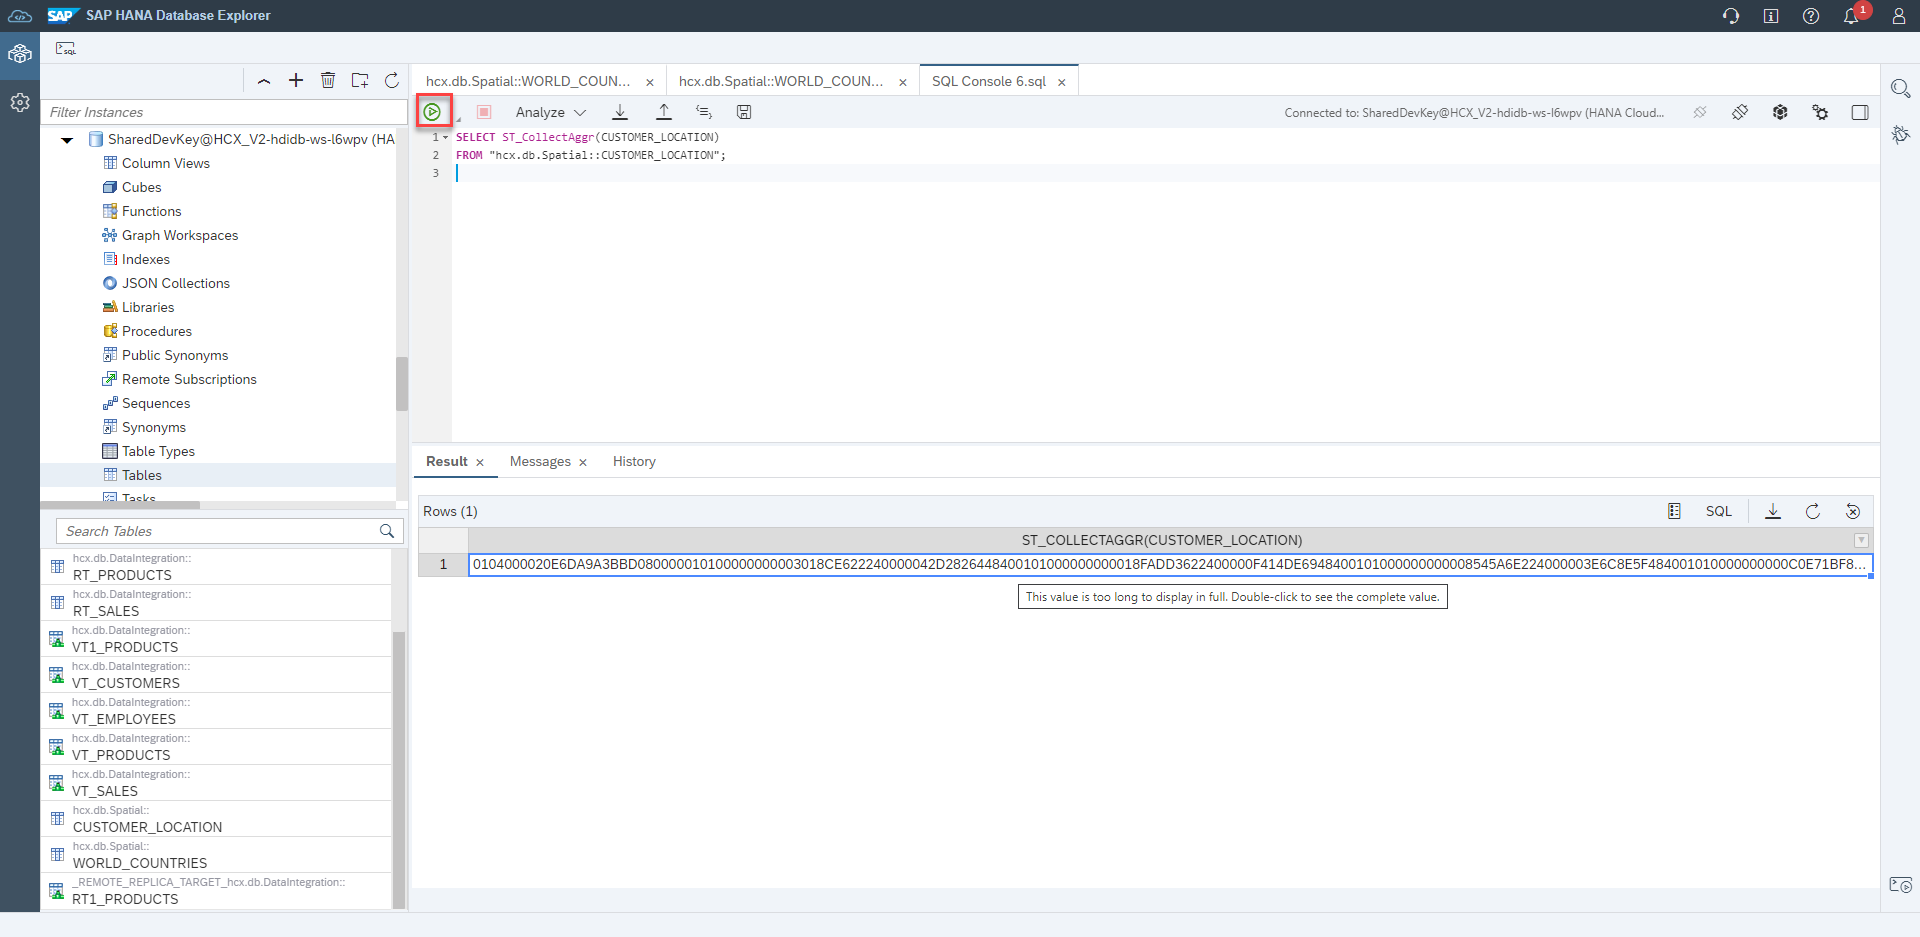 SAP SAP HANA Database Explorer
1
SQL
Filter Instances
SharedDevKey@HCX_V2-hdidb-ws-l6wpv (HA
Column Views
Cubes
Functions
Graph Workspaces
Indexes
JSON Collections
Libraries
Procedures
Public Synonyms
Remote Subscriptions
Sequences
Synonyms
Table Types
Tables
Tasks
Search Tables
hcx.db.DataIntegration::
RT_PRODUCTS
hcx.db.DataIntegration::
RT_SALES
hcx.db.DataIntegration::
VT1_PRODUCTS
hcx.db.DataIntegration::
VT_CUSTOMERS
hcx.db.DataIntegration::
VT_EMPLOYEES
hcx.db.DataIntegration::
VT_PRODUCTS
hcx.db.DataIntegration::
VT_SALES
hcx.db.Spatial::
CUSTOMER_LOCATION
hcx.db.Spatial::
WORLD_COUNTRIES
_REMOTE_REPLICA_TARGET_hcx.db.DataIntegration::
RT1_PRODUCTS
hcx.db.Spatial::WORLD_COUN... hcx.db.Spatial::WORLD_COUN... SQL Console 6.sql
Analyze Connected to: SharedDevKey@HCX_V2-hdidb-ws-l6wpv (HANA Cloud...
1 SELECT ST_CollectAggr(CUSTOMER_LOCATION)
2 FROM "hcx.db.Spatial::CUSTOMER_LOCATION";
3
Result Messages History
Rows (1) SQL
ST_COLLECTAGGR(CUSTOMER_LOCATION)
1
This value is too long to display in full. Double-click to see the complete value.